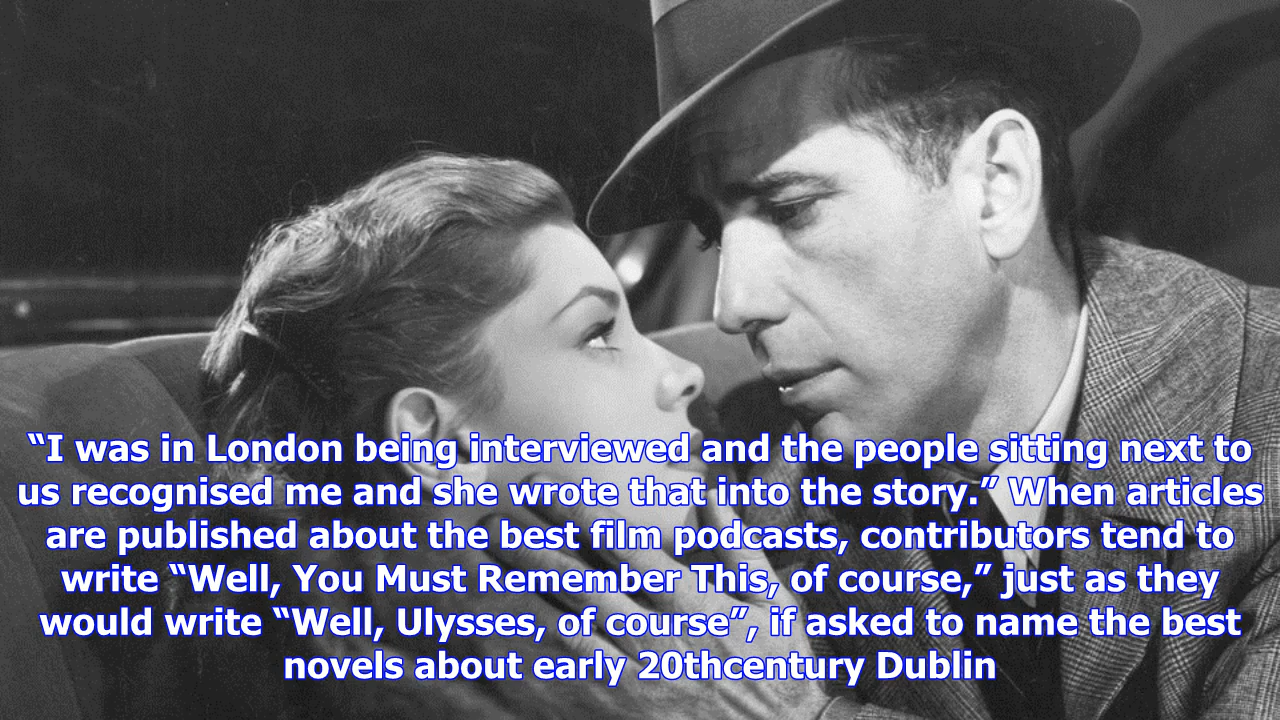 “I was in London being interviewed and the people sitting next to
us recognised me and she wrote that into the story.” When articles
are published about the best film podcasts, contributors tend to
write “Well, You Must Remember This, of course,” just as they
would write “Well, Ulysses, of course”, if asked to name the best
novels about early 20thcentury Dublin